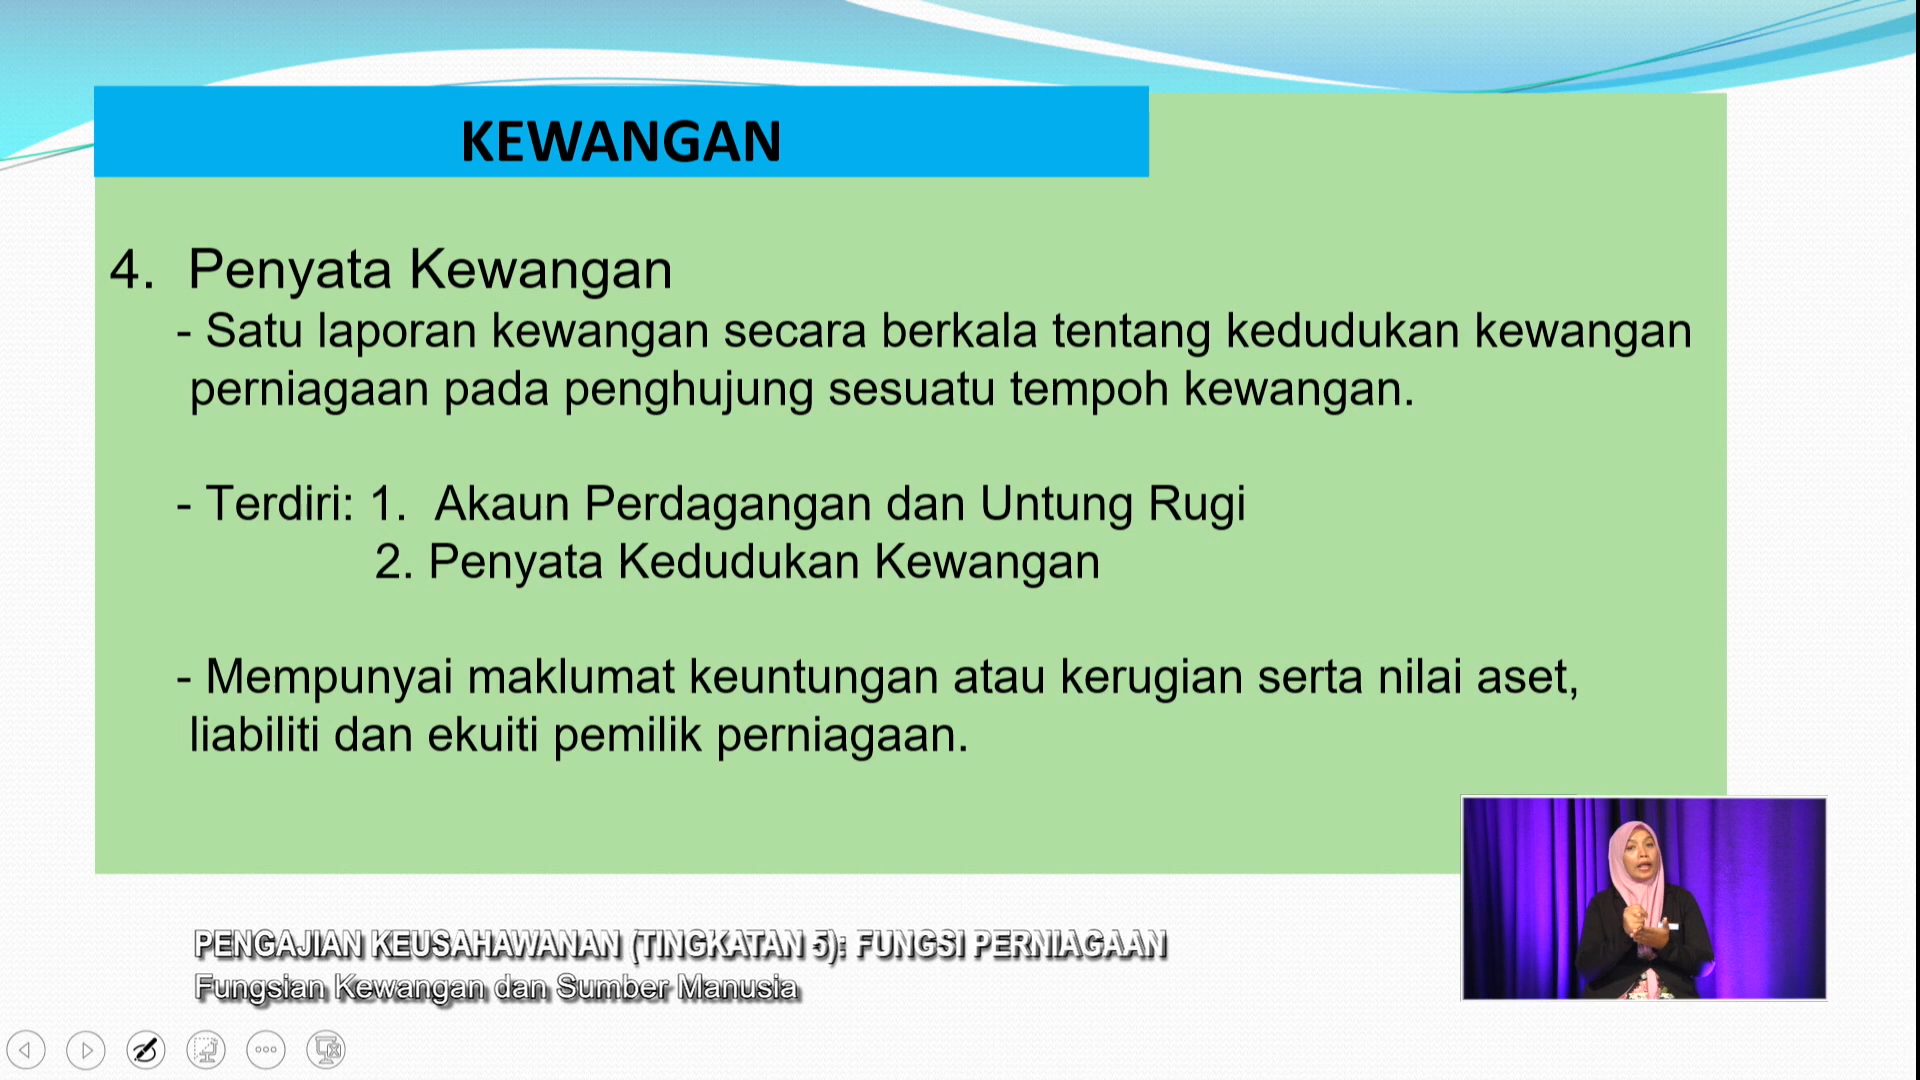 KEWANGAN
4. Penyata Kewangan
- Satu laporan kewangan secara berkala tentang kedudukan kewangan
perniagaan pada penghujung sesuatu tempoh kewangan.
- Terdiri: 1. Akaun Perdagangan dan Untung Rugi
2. Penyata Kedudukan Kewangan
- Mempunyai maklumat keuntungan atau kerugian serta nilai aset,
liabiliti dan ekuiti pemilik perniagaan.
PENGAJIAN KEUSAHAWANAN (TINGKATAN 5): FUNGSI PERNIAGAAN
Fungsian Kewangan dan Sumber Manusia